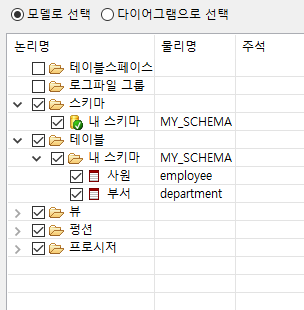 모델로 선택 다이어그램으로 선택
논리명 물리명 주석
테이블스페이스
로그파일 그룹
스키마
내 스키마 MY_SCHEMA
테이블
내 스키마 MY_SCHEMA
사원 employee
부서 department
뷰
펑션
프로시저